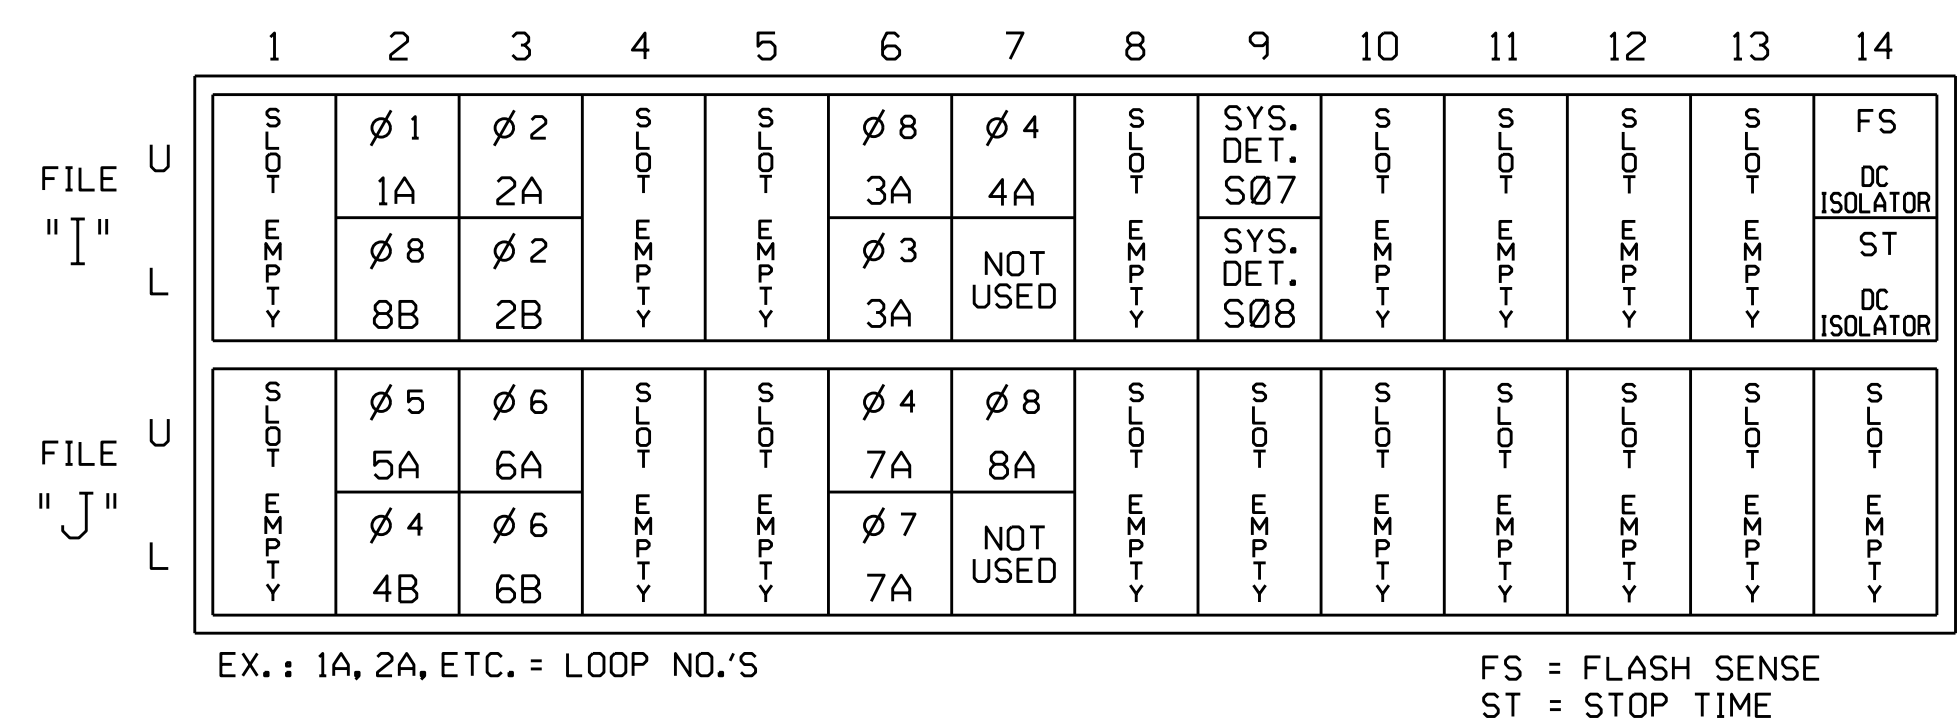 1 2 3 4 5 6 7 8 9 10 11 12 13 14
FILE "I"
U
SLOT EMPTY
Ø 1
1A
Ø 2
2A
SLOT EMPTY
SLOT EMPTY
Ø 8
3A
Ø 4
4A
SLOT EMPTY
SYS.
DET.
SØ7
SLOT EMPTY
SLOT EMPTY
SLOT EMPTY
SLOT EMPTY
FS
DC
ISOLATOR
L
Ø 8
8B
Ø 2
2B
Ø 3
3A
NOT
USED
SYS.
DET.
SØ8
ST
DC
ISOLATOR
FILE "J"
U
SLOT EMPTY
Ø 5
5A
Ø 6
6A
SLOT EMPTY
SLOT EMPTY
Ø 4
7A
Ø 8
8A
SLOT EMPTY
SLOT EMPTY
SLOT EMPTY
SLOT EMPTY
SLOT EMPTY
SLOT EMPTY
SLOT EMPTY
L
Ø 4
4B
Ø 6
6B
Ø 7
7A
NOT
USED
EX.: 1A, 2A, ETC. = LOOP NO.'S
FS = FLASH SENSE
ST = STOP TIME